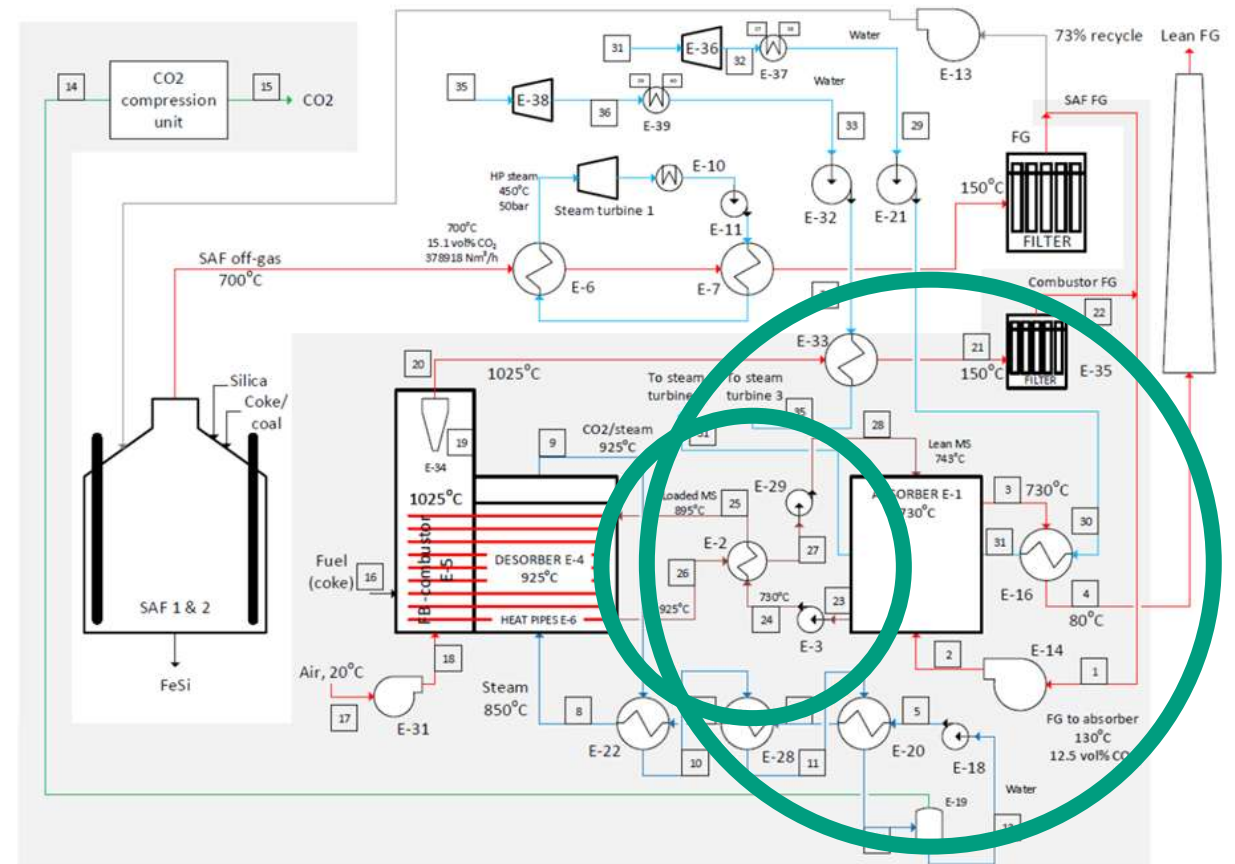 14
CO2
compression
unit
15
CO2
31
E-36
32
E-37
Water
73% recycle
Lean FG
E-13
SAF FG
35
E-38
36
E-39
Water
33
29
FG
HP steam
450°C
50bar
Steam turbine 1
E-10
E-11
E-32
E-21
150°C
FILTER
SAF off-gas
700°C
700°C
15.1 vol% CO₂
378918 Nm³/h
E-6
E-7
Combustor FG
22
E-33
21
150°C
FILTER
E-35
20
1025°C
Silica
Coke/
coal
19
E-34
1025°C
To steam
To steam
turbine 3
35
CO2/steam
925°C
9
28
Lean MS
743°C
E-29
Loaded MS
895°C
25
27
E-2
26
925°C
730°C
24
23
E-3
3
730°C
30
31
E-16
4
80°C
730°C
Fuel
(coke)
16
FB-combustor
E-5
DESORBER E-4
925°C
HEAT PIPES E-6
SAF 1 & 2
FeSi
Air, 20°C
17
18
E-31
Steam
850°C
8
E-22
10
E-28
11
E-20
5
E-18
2
E-14
1
FG to absorber
130°C
12.5 vol%
Water
E-19